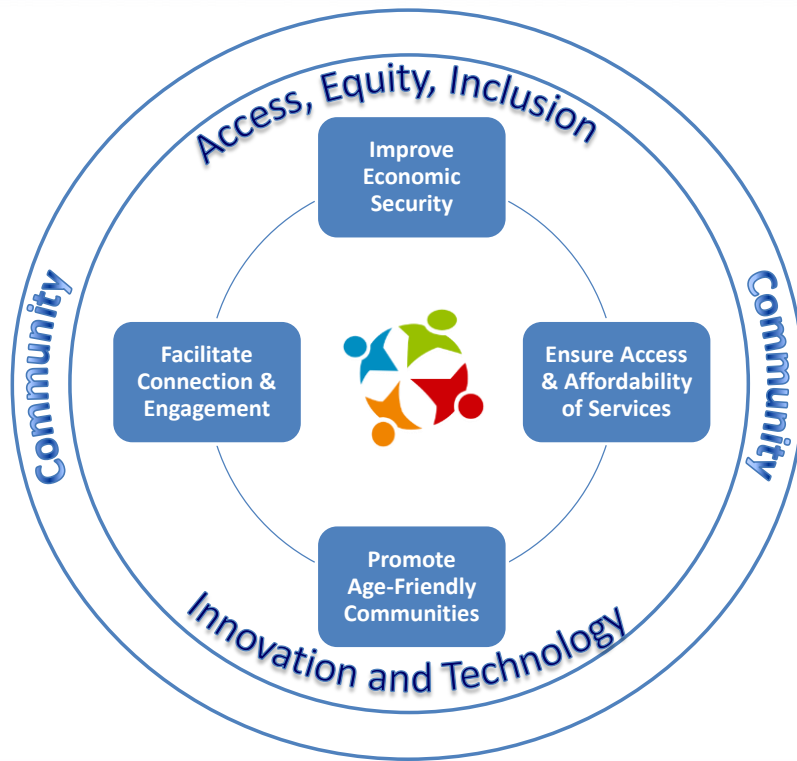 Access, Equity, Inclusion
Improve
Economic
Security
Community
Facilitate
Connection &
Engagement
Ensure Access
& Affordability
of Services
Community
Promote
Age-Friendly
Communities
Innovation and Technology